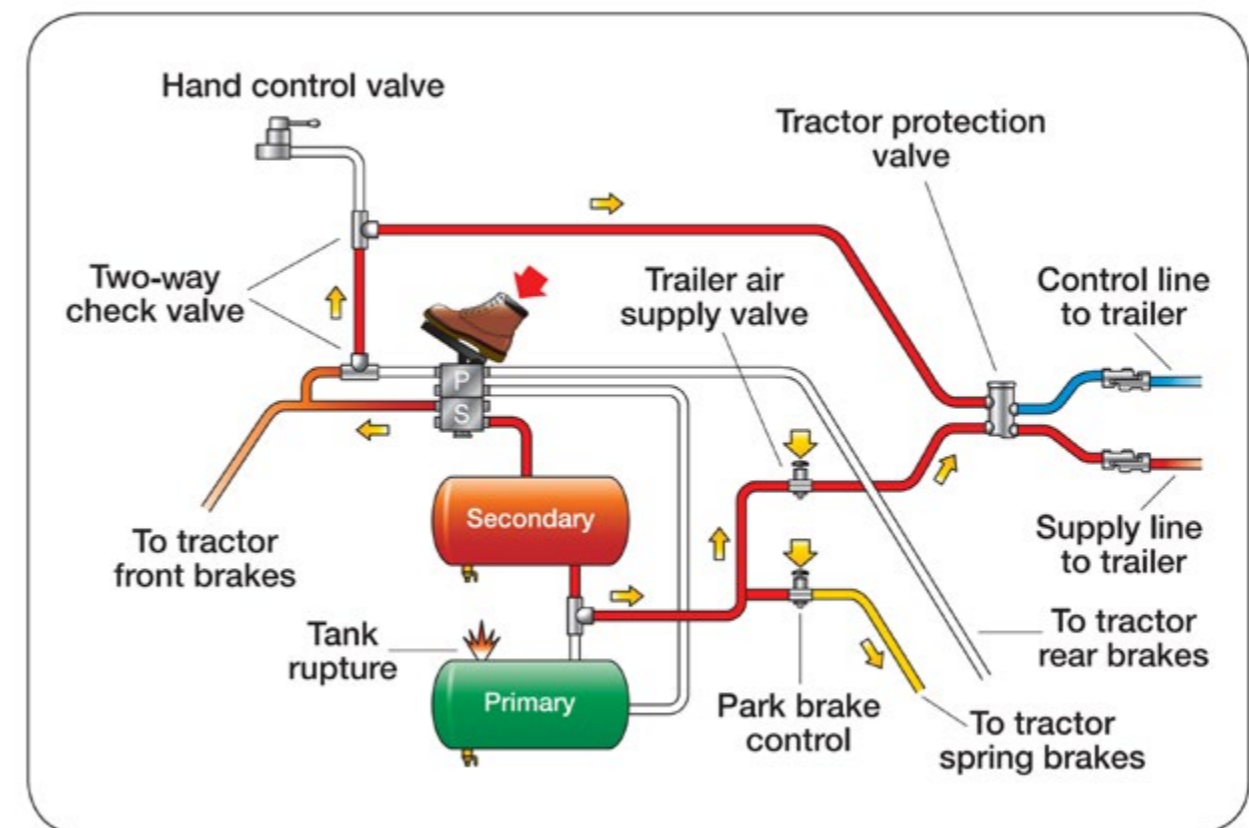 Hand control valve
Tractor protection
valve
Two-way
check valve
Trailer air
supply valve
Control line
to trailer
P
S
Secondary
To tractor
front brakes
Supply line
to trailer
Tank
rupture
Primary
Park brake
control
To tractor
rear brakes
To tractor
spring brakes